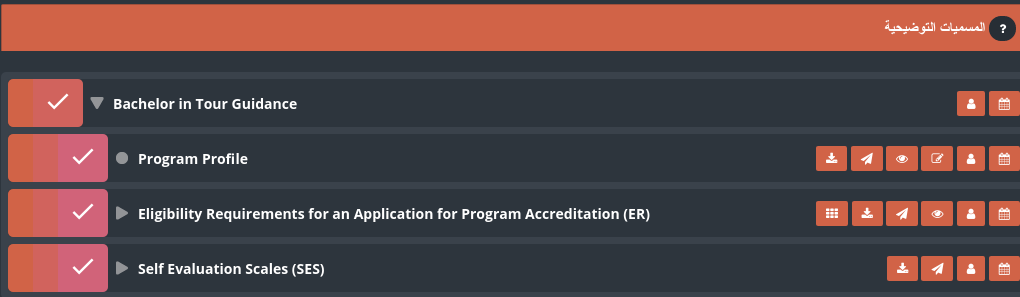 المسميات التوضيحية ?
Bachelor in Tour Guidance
Program Profile
Eligibility Requirements for an Application for Program Accreditation (ER)
Self Evaluation Scales (SES)